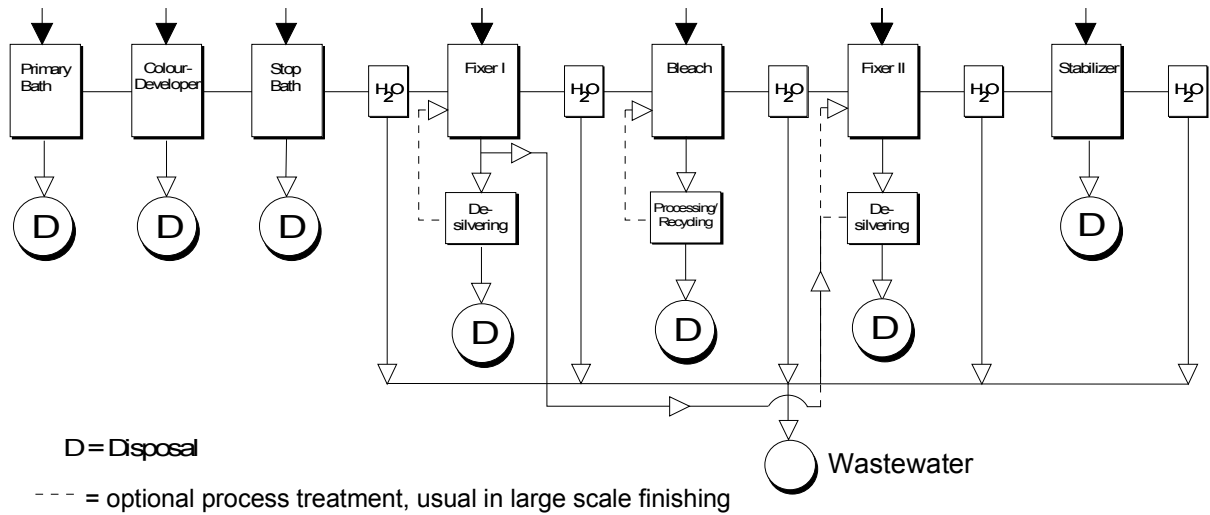 Primary
Bath
Colour-
Developer
Stop
Bath
H2O
Fixer I
H2O
Bleach
H2O
Fixer II
H2O
Stabilizer
H2O
De-
silvering
Processing/
Recycling
De-
silvering
D
D
D
D
D
D
D
D = Disposal
Wastewater
--- = optional process treatment, usual in large scale finishing